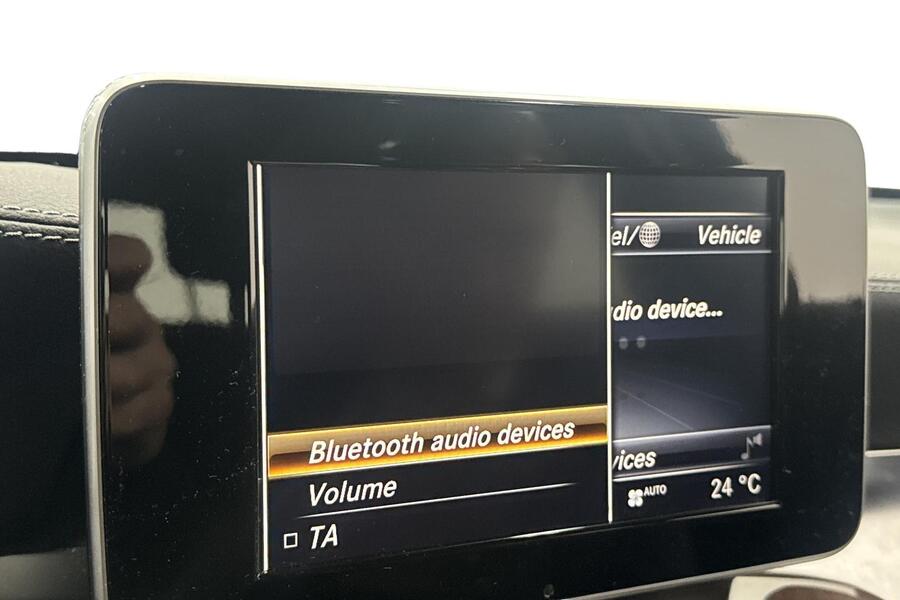 el/ Vehicle
dio device...
Bluetooth audio devices
vices
Volume
AUTO 24 °C
TA